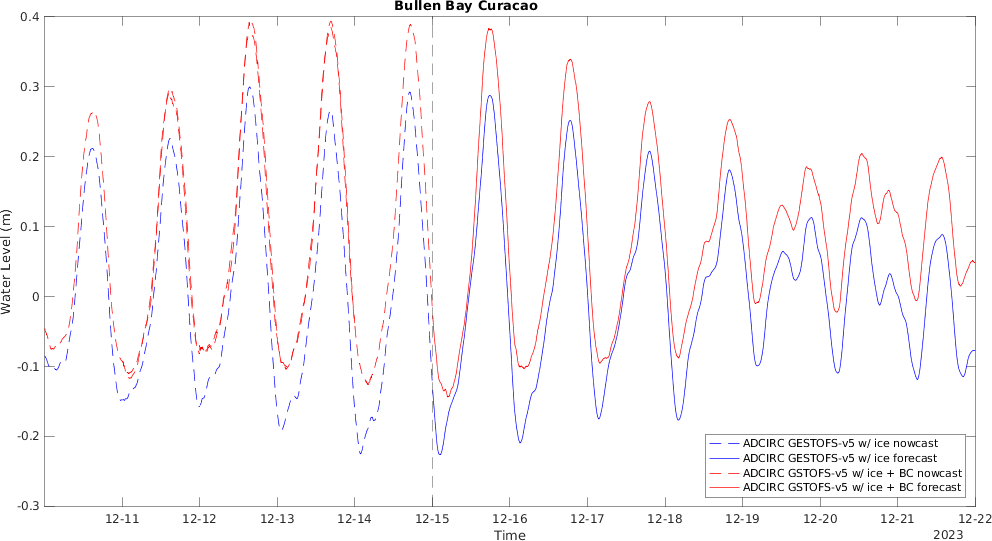 Bullen Bay Curacao
0.4
0.3
0.2
0.1
0
-0.1
-0.2
-0.3
Water Level (m)
12-11 12-12 12-13 12-14 12-15 12-16 12-17 12-18 12-19 12-20 12-21 12-22
Time
2023
ADCIRC GESTOFS-v5 w/ ice nowcast
ADCIRC GESTOFS-v5 w/ ice forecast
ADCIRC GSTOFS-v5 w/ ice + BC nowcast
ADCIRC GSTOFS-v5 w/ ice + BC forecast